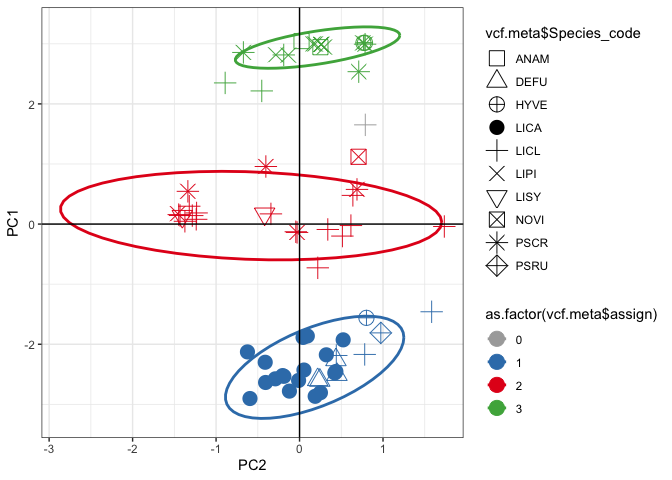 vcf.meta$Species_code
ANAM
DEFU
HYVE
LICA
LICL
LIPI
LISY
NOVI
PSCR
PSRU
as.factor(vcf.meta$assign)
0
1
2
3
PC1
2
0
-2
-3
-2
-1
0
1
PC2